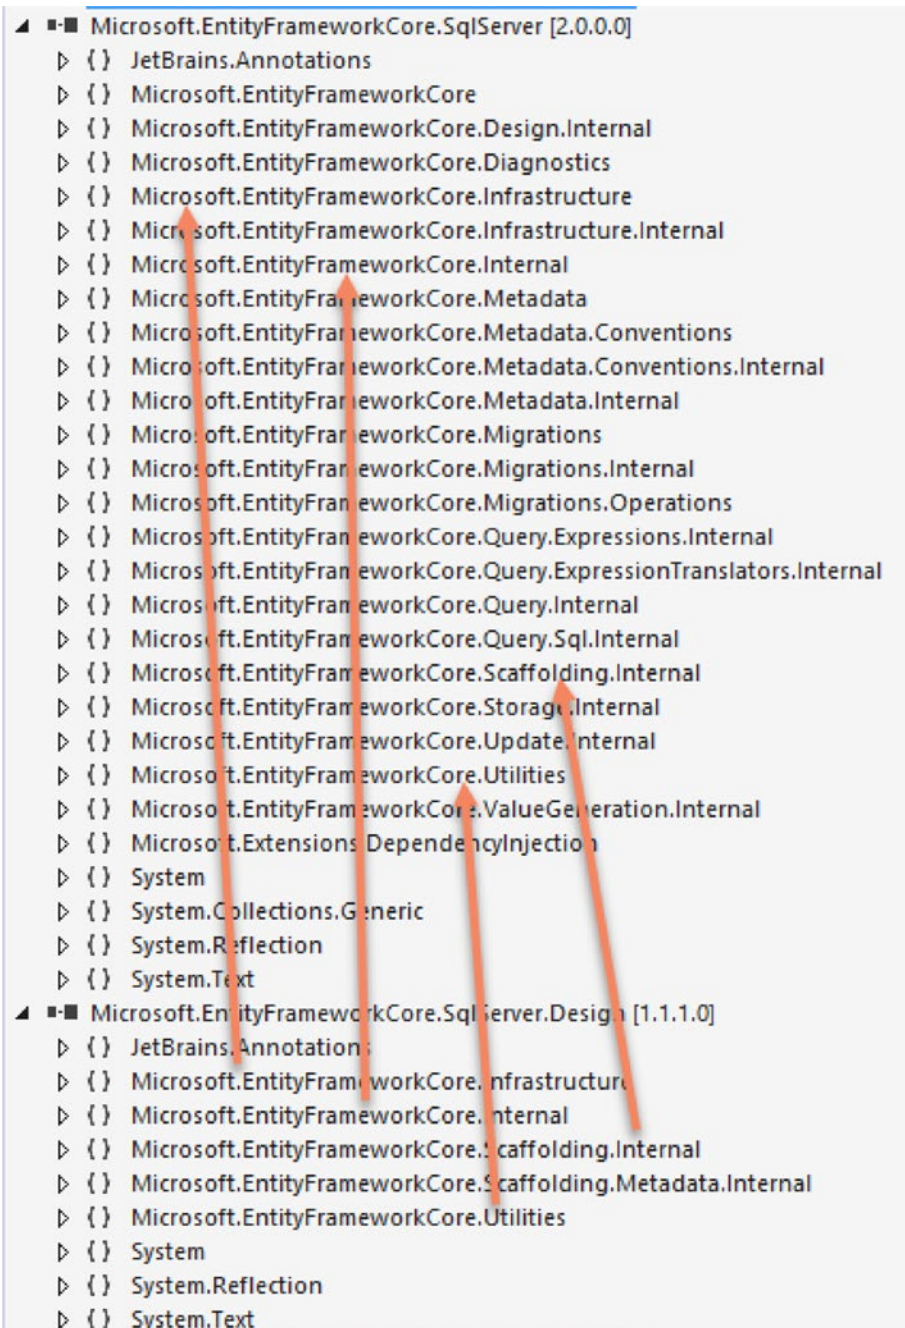 Microsoft.EntityFrameworkCore.SqlServer [2.0.0.0]
{ } JetBrains.Annotations
{ } Microsoft.EntityFrameworkCore
{ } Microsoft.EntityFrameworkCore.Design.Internal
{ } Microsoft.EntityFrameworkCore.Diagnostics
{ } Microsoft.EntityFrameworkCore.Infrastructure
{ } Microsoft.EntityFrameworkCore.Infrastructure.Internal
{ } Microsoft.EntityFrameworkCore.Internal
{ } Microsoft.EntityFrameworkCore.Metadata
{ } Microsoft.EntityFrameworkCore.Metadata.Conventions
{ } Microsoft.EntityFrameworkCore.Metadata.Conventions.Internal
{ } Microsoft.EntityFrameworkCore.Metadata.Internal
{ } Microsoft.EntityFrameworkCore.Migrations
{ } Microsoft.EntityFrameworkCore.Migrations.Internal
{ } Microsoft.EntityFrameworkCore.Migrations.Operations
{ } Microsoft.EntityFrameworkCore.Query.Expressions.Internal
{ } Microsoft.EntityFrameworkCore.Query.ExpressionTranslators.Internal
{ } Microsoft.EntityFrameworkCore.Query.Internal
{ } Microsoft.EntityFrameworkCore.Query.Sql.Internal
{ } Microsoft.EntityFrameworkCore.Scaffolding.Internal
{ } Microsoft.EntityFrameworkCore.Storage.Internal
{ } Microsoft.EntityFrameworkCore.Update.Internal
{ } Microsoft.EntityFrameworkCore.Utilities
{ } Microsoft.EntityFrameworkCore.ValueGeneration.Internal
{ } Microsoft.Extensions.DependencyInjection
{ } System
{ } System.Collections.Generic
{ } System.Reflection
{ } System.Text
Microsoft.EntityFrameworkCore.SqlServer.Design [1.1.1.0]
{ } JetBrains.Annotations
{ } Microsoft.EntityFrameworkCore.Infrastructure
{ } Microsoft.EntityFrameworkCore.Internal
{ } Microsoft.EntityFrameworkCore.Scaffolding.Internal
{ } Microsoft.EntityFrameworkCore.Scaffolding.Metadata.Internal
{ } Microsoft.EntityFrameworkCore.Utilities
{ } System
{ } System.Reflection
{ } System.Text